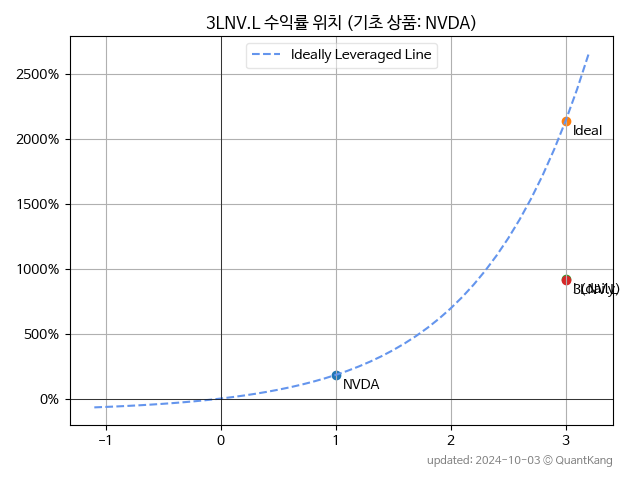 3LNV.L 수익률 위치 (기초 상품: NVDA)
Ideally Leveraged Line
2500%
2000%
1500%
1000%
500%
0%
Ideal
3LNV.L
NVDA
−1
0
1
2
3
updated: 2024-10-03 © QuantKang